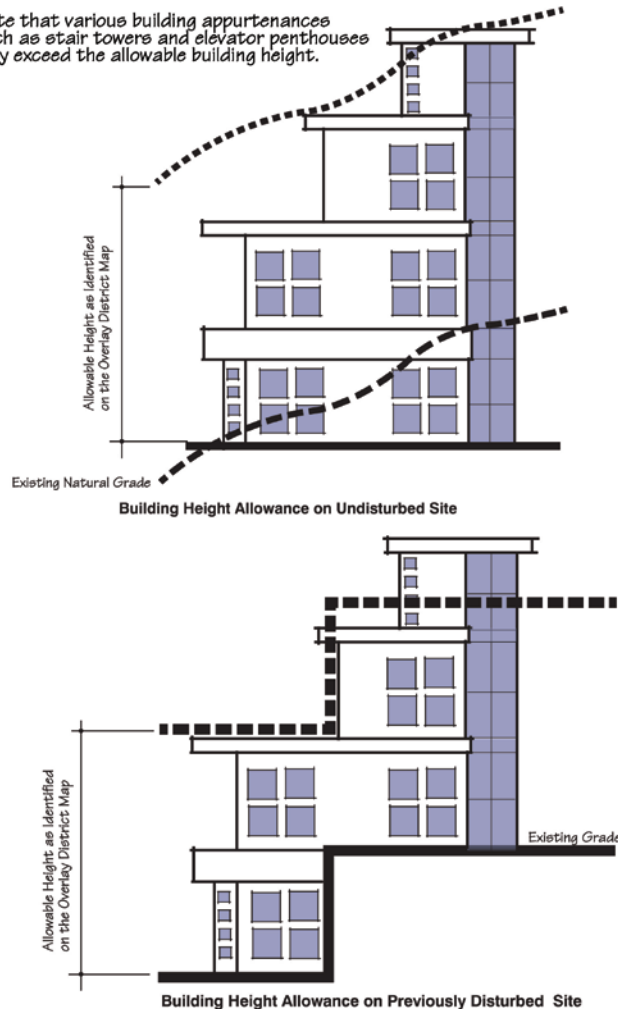 te that various building appurtenances
ch as stair towers and elevator penthouses
y exceed the allowable building height.
Allowable Height as Identified
on the Overlay District Map
Existing Natural Grade
Building Height Allowance on Undisturbed Site
Allowable Height as Identified
on the Overlay District Map
Existing Grade
Building Height Allowance on Previously Disturbed Site